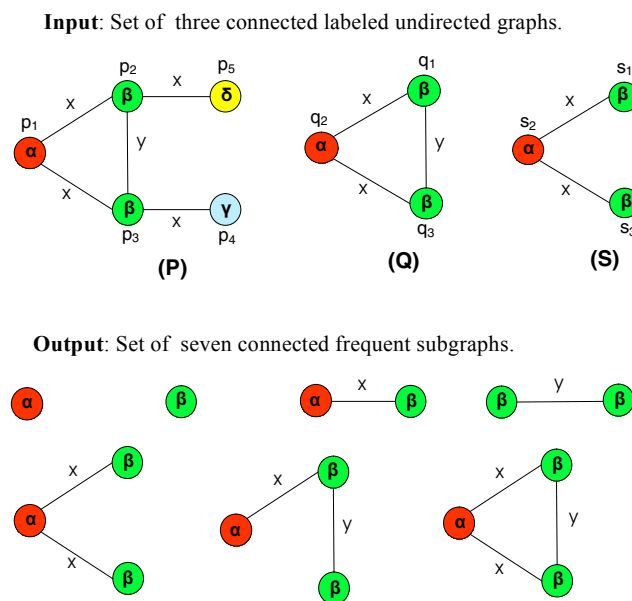 Input: Set of three connected labeled undirected graphs.
p₂ p₅ q₁ s₁
β x δ β β
x x x
p₁ q₂ s₂
α y α y α
x x x
β x γ β β
p₃ p₄ q₃ s₃
(P) (Q) (S)
Output: Set of seven connected frequent subgraphs.
α β α x β β y β
β β β
x x x
α α y α y
x x
β β β